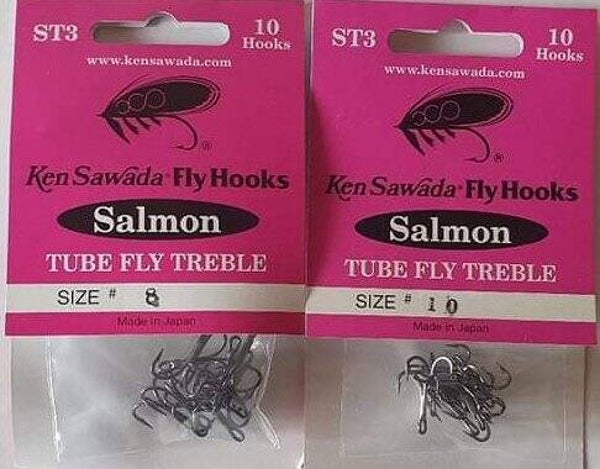 ST3
10
Hooks
www.kensawada.com
®
Ken Sawada Fly Hooks
Salmon
TUBE FLY TREBLE
SIZE # 8
Made in Japan
ST3
10
Hooks
www.kensawada.com
®
Ken Sawada Fly Hooks
Salmon
TUBE FLY TREBLE
SIZE # 10
Made in Japan